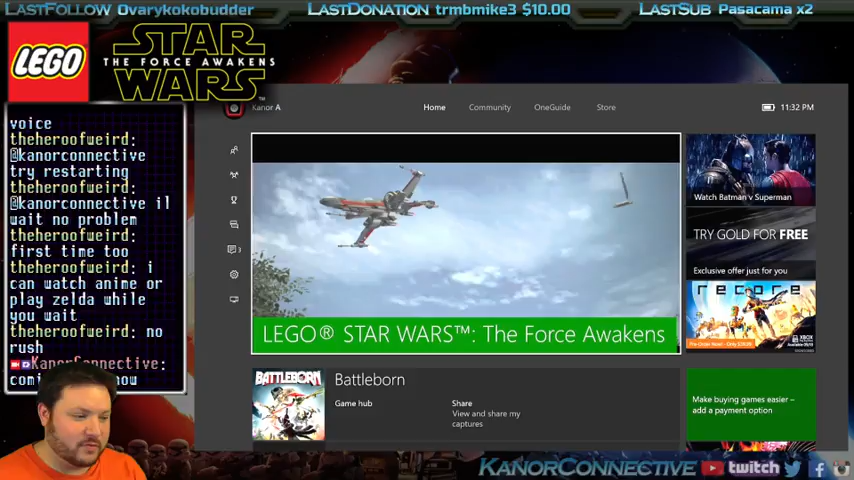 LASTFOLLOW Ovarykokobudder
LASTDONATION trmbmike3 $10.00
LASTSUB Pasacama x2
LEGO
STAR
THE FORCE AWAKENS
WARS
Kanor A
Home
Community
OneGuide
Store
11:32 PM
voice
theheroofweird:
@kanorconnective
try restarting
theheroofweird:
@kanorconnective il
wait no problem
theheroofweird:
first time too
theheroofweird: i
can watch anime or
play zelda while
you wait
theheroofweird: no
rush
KanorConnective:
3
LEGO® STAR WARS™: The Force Awakens
Watch Batman v Superman
TRY GOLD FOR FREE
Exclusive offer just for you
recore
BATTLEBORN
Battleborn
Game hub
Share
View and share my
captures
Make buying games easier –
add a payment option
KANORCONNECTIVE
twitch